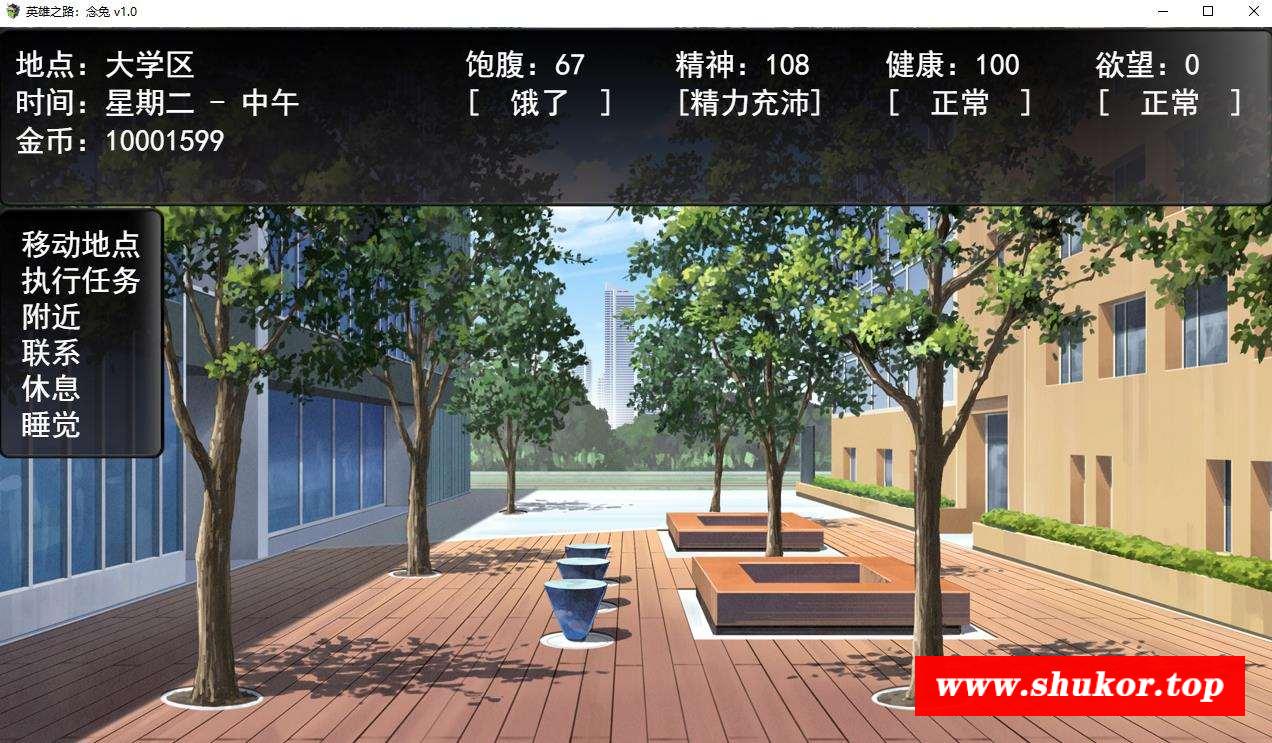 英雄之路：念兔 v1.0
地点：大学区
时间：星期二 - 中午
金币：10001599
饱腹：67
[ 饿了 ]
精神：108
[精力充沛]
健康：100
[ 正常 ]
欲望：0
[ 正常 ]
移动地点
执行任务
附近
联系
休息
睡觉
www.shukor.top